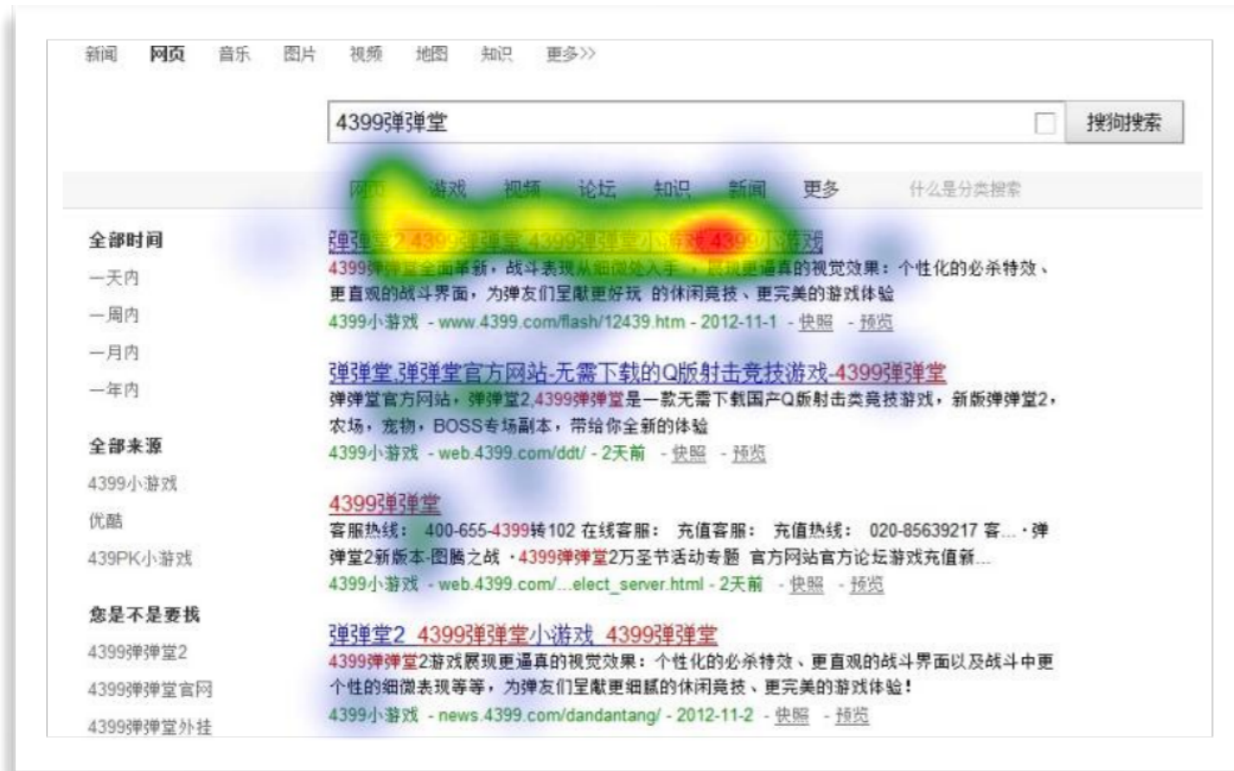 新闻 网页 音乐 图片 视频 地图 知识 更多>>
4399弹弹堂 搜狗搜索
网页 游戏 视频 论坛 知识 新闻 更多 什么是分类搜索
全部时间
一天内
一周内
一月内
一年内
全部来源
4399小游戏
优酷
439PK小游戏
您是不是要找
4399弹弹堂2
4399弹弹堂官网
4399弹弹堂外挂
弹弹堂2,4399弹弹堂,4399弹弹堂小游戏,4399小游戏
4399弹弹堂全面革新，战斗表现从细微处入手，展现更逼真的视觉效果：个性化的必杀特效、
更直观的战斗界面，为弹友们呈献更好玩 的休闲竞技、更完美的游戏体验
4399小游戏 - www.4399.com/flash/12439.htm - 2012-11-1 - 快照 - 预览
弹弹堂,弹弹堂官方网站-无需下载的Q版射击竞技游戏-4399弹弹堂
弹弹堂官方网站，弹弹堂2,4399弹弹堂是一款无需下载国产Q版射击类竞技游戏，新版弹弹堂2，
农场，宠物，BOSS专场副本，带给你全新的体验
4399小游戏 - web.4399.com/ddt/ - 2天前 - 快照 - 预览
4399弹弹堂
客服热线： 400-655-4399转102 在线客服： 充值客服： 充值热线： 020-85639217 客...·弹
弹堂2新版本-图腾之战 ·4399弹弹堂2万圣节活动专题 官方网站官方论坛游戏充值新...
4399小游戏 - web.4399.com/...elect_server.html - 2天前 - 快照 - 预览
弹弹堂2_4399弹弹堂小游戏_4399弹弹堂
4399弹弹堂2游戏展现更逼真的视觉效果：个性化的必杀特效、更直观的战斗界面以及战斗中更
个性的细微表现等等，为弹友们呈献更细腻的休闲竞技、更完美的游戏体验！
4399小游戏 - news.4399.com/dandantang/ - 2012-11-2 - 快照 - 预览